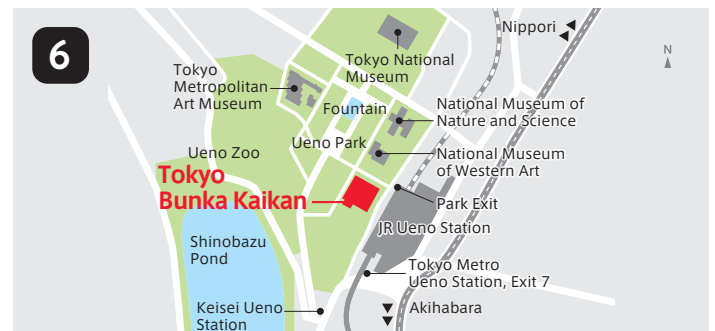 6
Nippori
N
Tokyo National
Museum
Tokyo
Metropolitan
Art Museum
Fountain
National Museum of
Nature and Science
Ueno Park
Ueno Zoo
National Museum
of Western Art
Tokyo
Bunka Kaikan
Park Exit
JR Ueno Station
Shinobazu
Pond
Tokyo Metro
Ueno Station, Exit 7
Keisei Ueno
Station
Akihabara